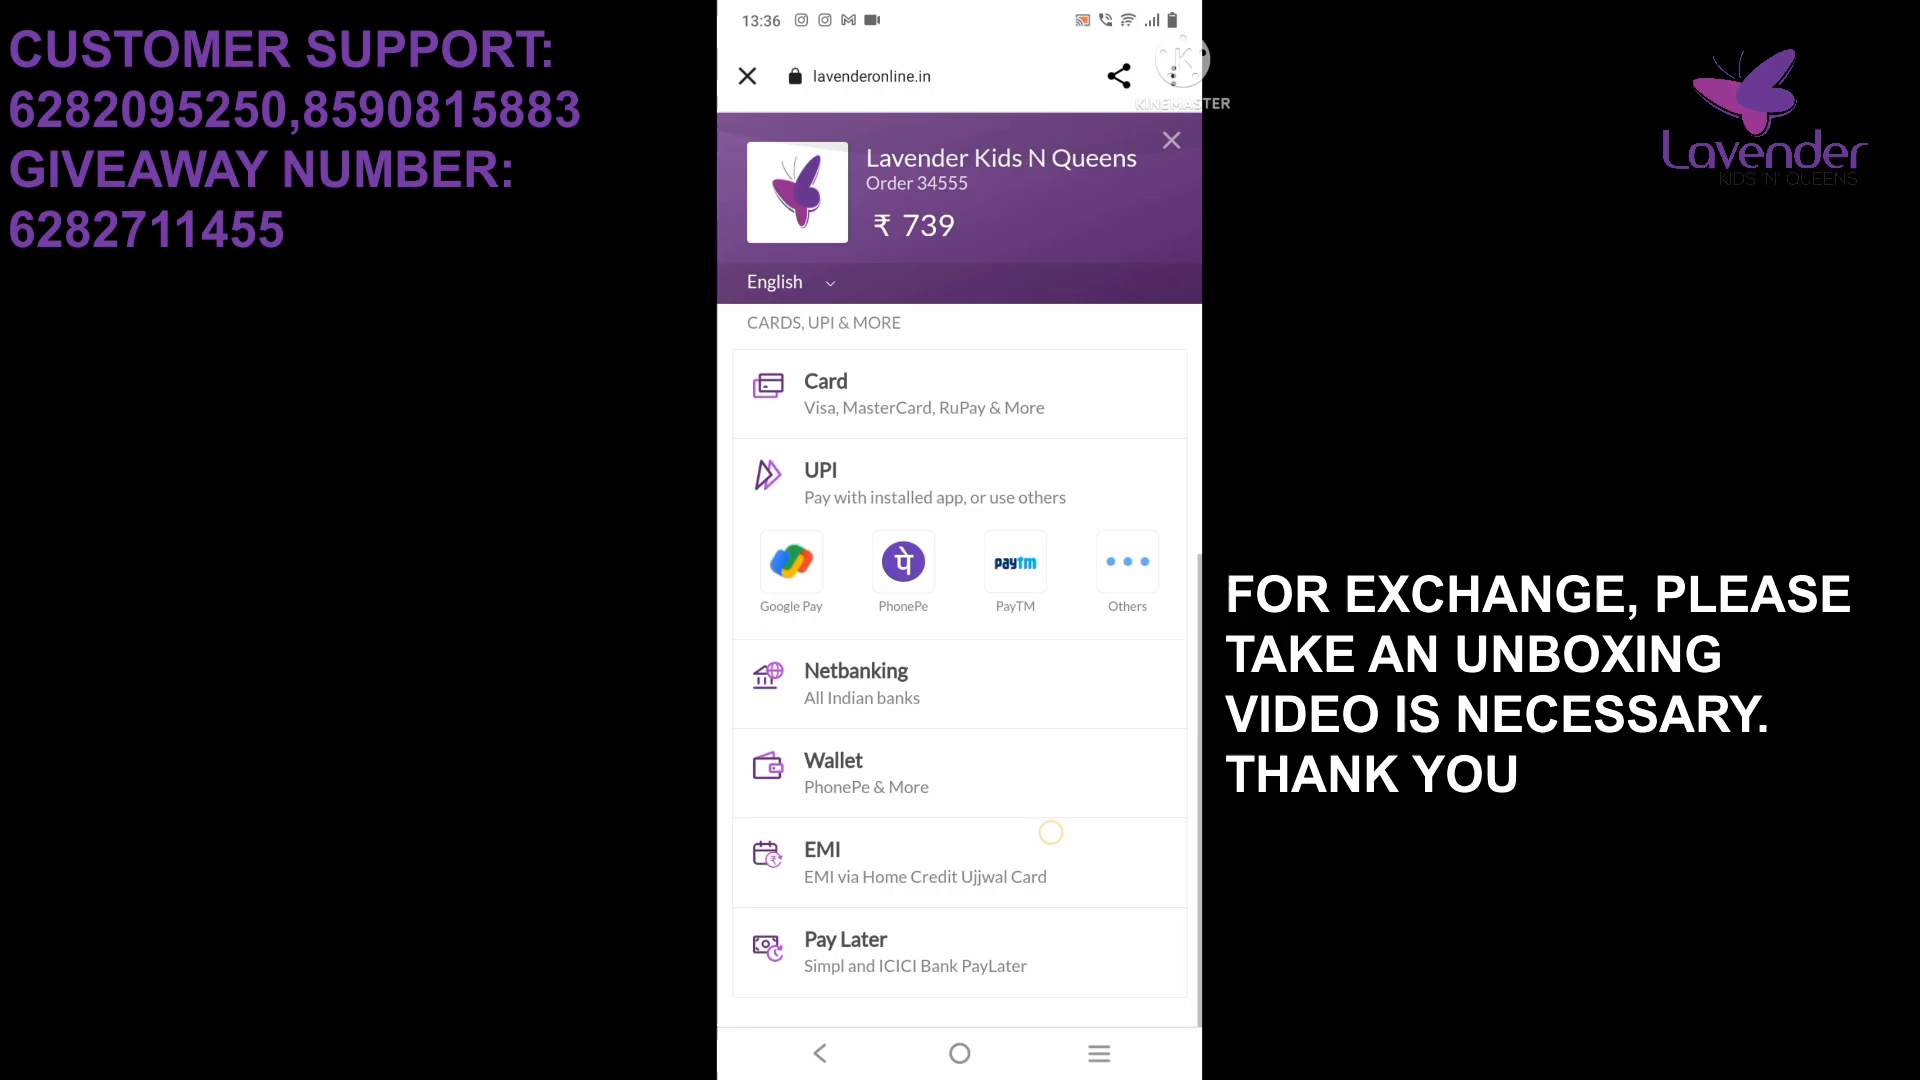 CUSTOMER SUPPORT:
6282095250,8590815883
GIVEAWAY NUMBER:
6282711455
13:36
lavenderonline.in
KINEMASTER
Lavender Kids N Queens
Order 34555
₹ 739
English
CARDS, UPI & MORE
Card
Visa, MasterCard, RuPay & More
UPI
Pay with installed app, or use others
पे
paytm
Google Pay
PhonePe
PayTM
Others
Netbanking
All Indian banks
Wallet
PhonePe & More
EMI
EMI via Home Credit Ujjwal Card
Pay Later
Simpl and ICICI Bank PayLater
Lavender
KIDS 'N' QUEENS
FOR EXCHANGE, PLEASE
TAKE AN UNBOXING
VIDEO IS NECESSARY.
THANK YOU